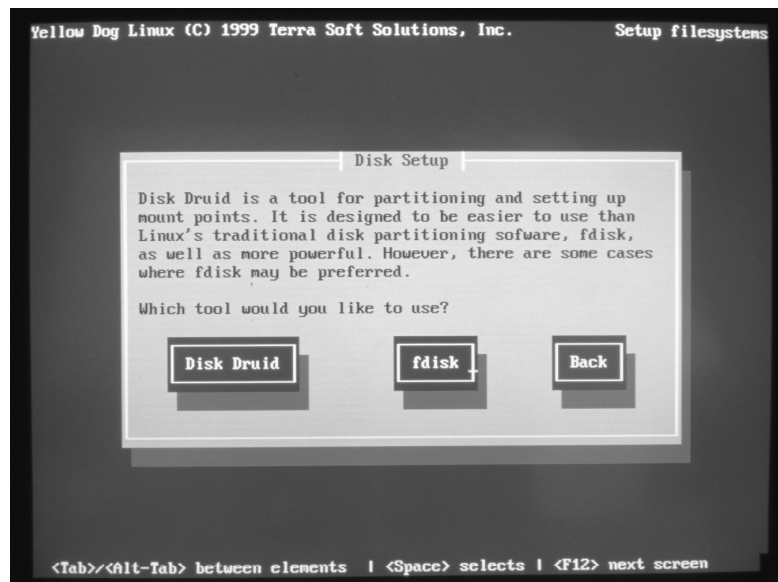 Yellow Dog Linux (C) 1999 Terra Soft Solutions, Inc. Setup filesystems
Disk Setup
Disk Druid is a tool for partitioning and setting up
mount points. It is designed to be easier to use than
Linux's traditional disk partitioning sofware, fdisk,
as well as more powerful. However, there are some cases
where fdisk may be preferred.
Which tool would you like to use?
Disk Druid fdisk Back
<Tab>/<Alt-Tab> between elements | <Space> selects | <F12> next screen